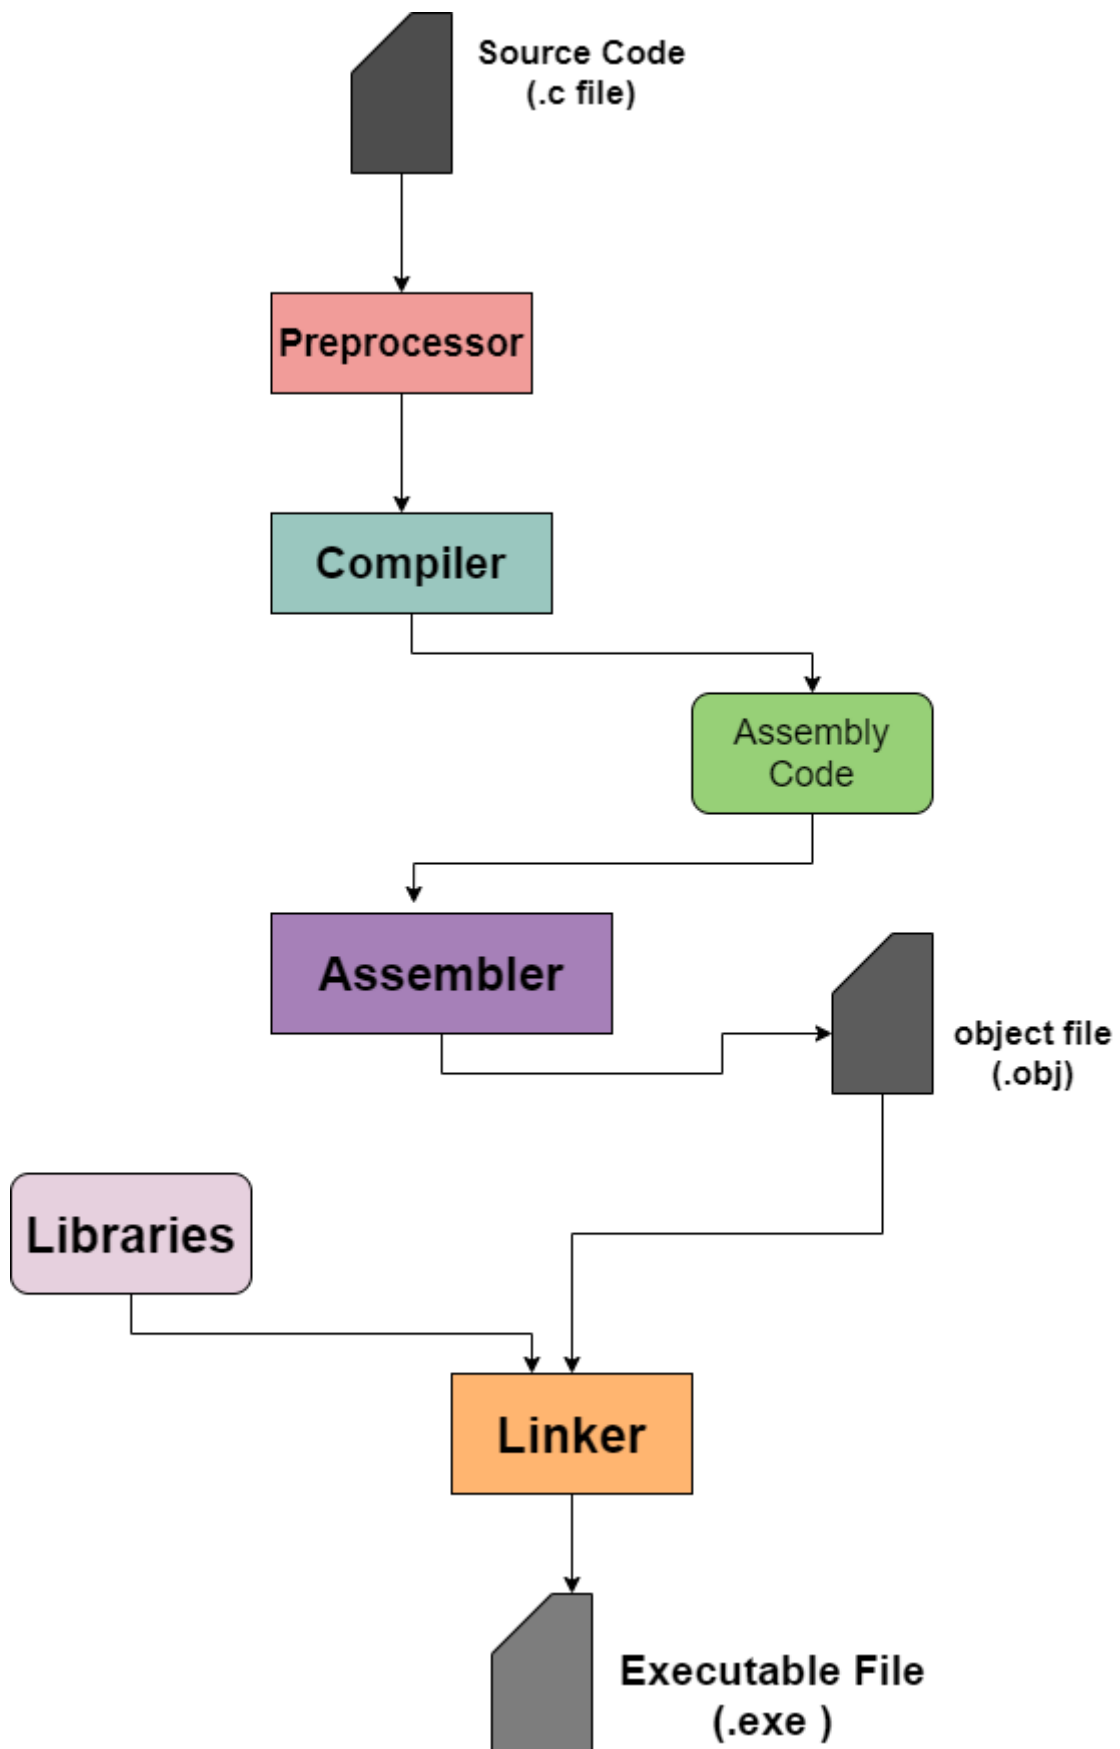 Source Code
(.c file)
Preprocessor
Compiler
Assembly
Code
Assembler
object file
(.obj)
Libraries
Linker
Executable File
(.exe )